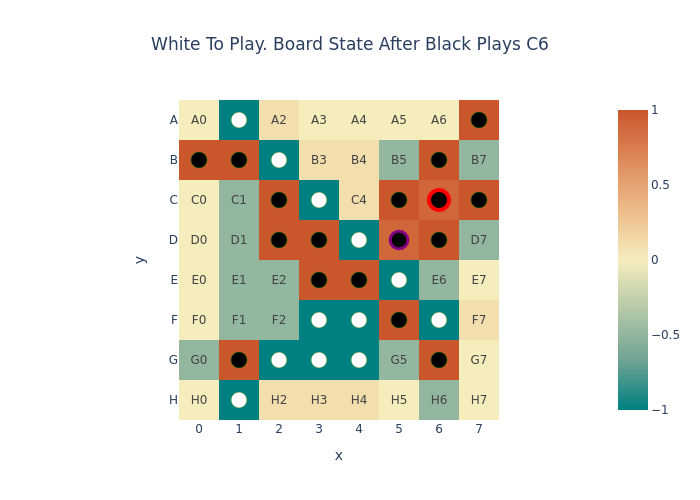 White To Play. Board State After Black Plays C6
A A0 A2 A3 A4 A5 A6
B B3 B4 B5 B7
C C0 C1 C4
D D0 D1 D7
E E0 E1 E2 E6 E7
F F0 F1 F2 F7
G G0 G5 G7
H H0 H2 H3 H4 H5 H6 H7
0 1 2 3 4 5 6 7
x
y
1
0.5
0
−0.5
−1